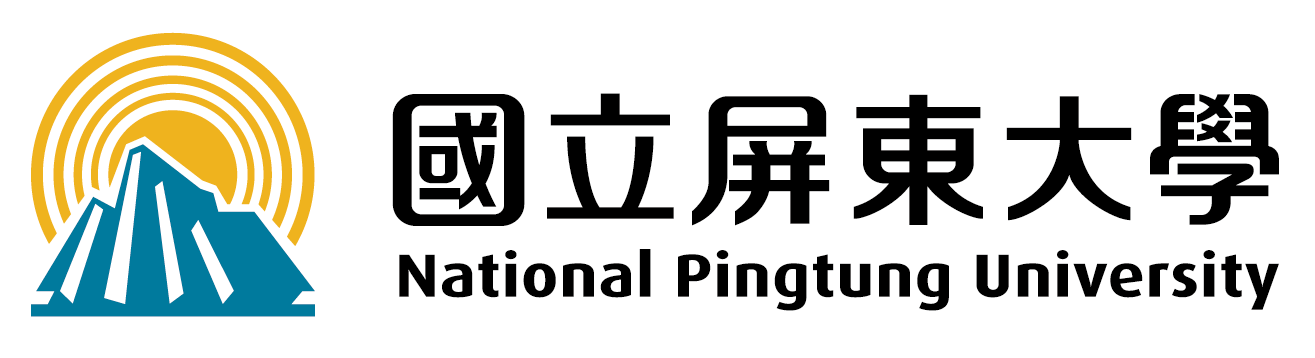 國立屏東大學
National Pingtung University